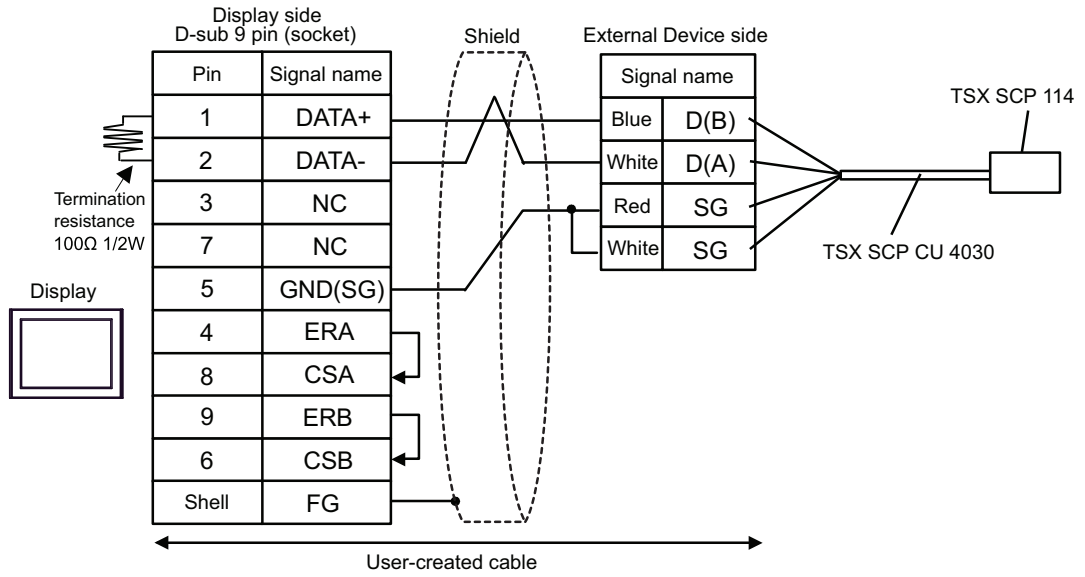 Display side
D-sub 9 pin (socket)
Shield
External Device side
Pin Signal name
1 DATA+
2 DATA-
3 NC
7 NC
5 GND(SG)
4 ERA
8 CSA
9 ERB
6 CSB
Shell FG
Termination
resistance
100Ω 1/2W
Display
Signal name
Blue D(B)
White D(A)
Red SG
White SG
TSX SCP 114
TSX SCP CU 4030
User-created cable